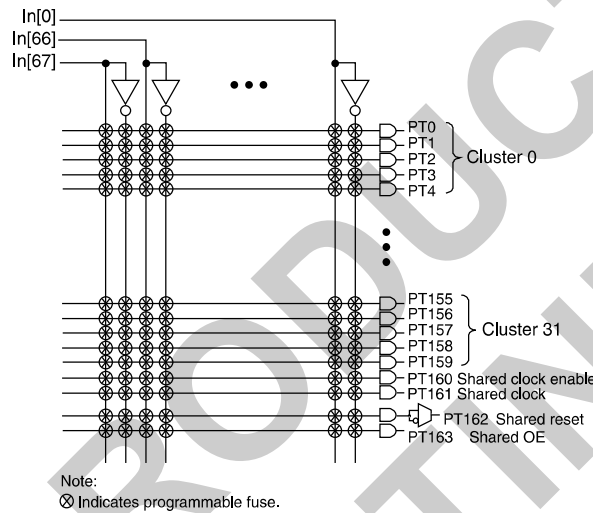 In[0]
In[66]
In[67]
PT0
PT1
PT2
PT3
PT4
Cluster 0
PT155
PT156
PT157
PT158
PT159
Cluster 31
PT160 Shared clock enable
PT161 Shared clock
PT162 Shared reset
PT163 Shared OE
Note:
Indicates programmable fuse.